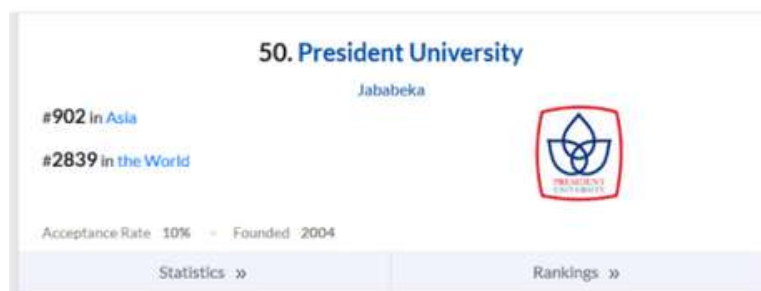 50. President University
Jababeka
#902 in Asia
#2839 in the World
PRESIDENT
UNIVERSITY
Acceptance Rate 10% Founded 2004
Statistics »
Rankings »